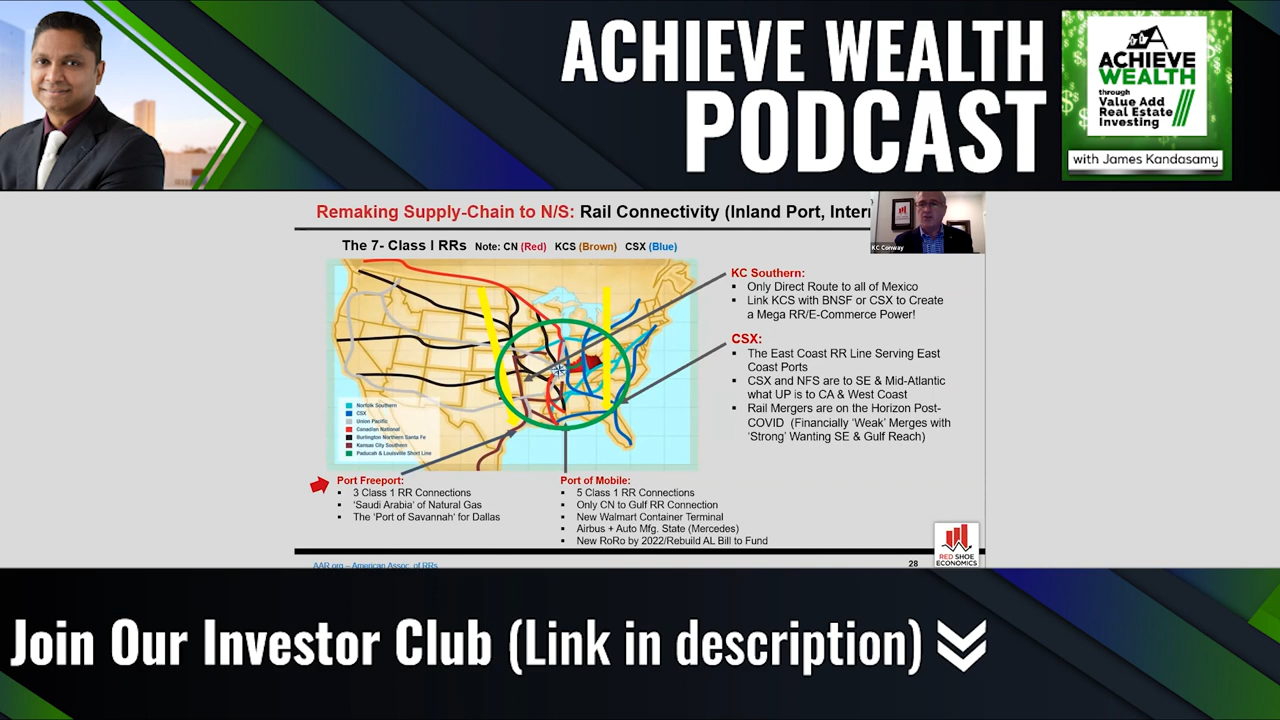 ACHIEVE WEALTH
PODCAST
ACHIEVE
WEALTH
through
Value Add
Real Estate
Investing
with James Kandasamy
Remaking Supply-Chain to N/S: Rail Connectivity (Inland Port, Inter
KC Conway
The 7- Class I RRs Note: CN (Red) KCS (Brown) CSX (Blue)
Norfolk Southern
CSX
Union Pacific
Canadian National
Burlington Northern Santa Fe
Kansas City Southern
Paducah & Louisville Short Line
KC Southern:
▪ Only Direct Route to all of Mexico
▪ Link KCS with BNSF or CSX to Create
a Mega RR/E-Commerce Power!
CSX:
▪ The East Coast RR Line Serving East
Coast Ports
▪ CSX and NFS are to SE & Mid-Atlantic
what UP is to CA & West Coast
▪ Rail Mergers are on the Horizon Post-
COVID (Financially ‘Weak’ Merges with
‘Strong’ Wanting SE & Gulf Reach)
Port Freeport:
▪ 3 Class 1 RR Connections
▪ ‘Saudi Arabia’ of Natural Gas
▪ The ‘Port of Savannah’ for Dallas
Port of Mobile:
▪ 5 Class 1 RR Connections
▪ Only CN to Gulf RR Connection
▪ New Walmart Container Terminal
▪ Airbus + Auto Mfg. State (Mercedes)
▪ New RoRo by 2022/Rebuild AL Bill to Fund
RED SHOE
ECONOMICS
AAR.org – American Assoc. of RRs
28
Join Our Investor Club (Link in description)